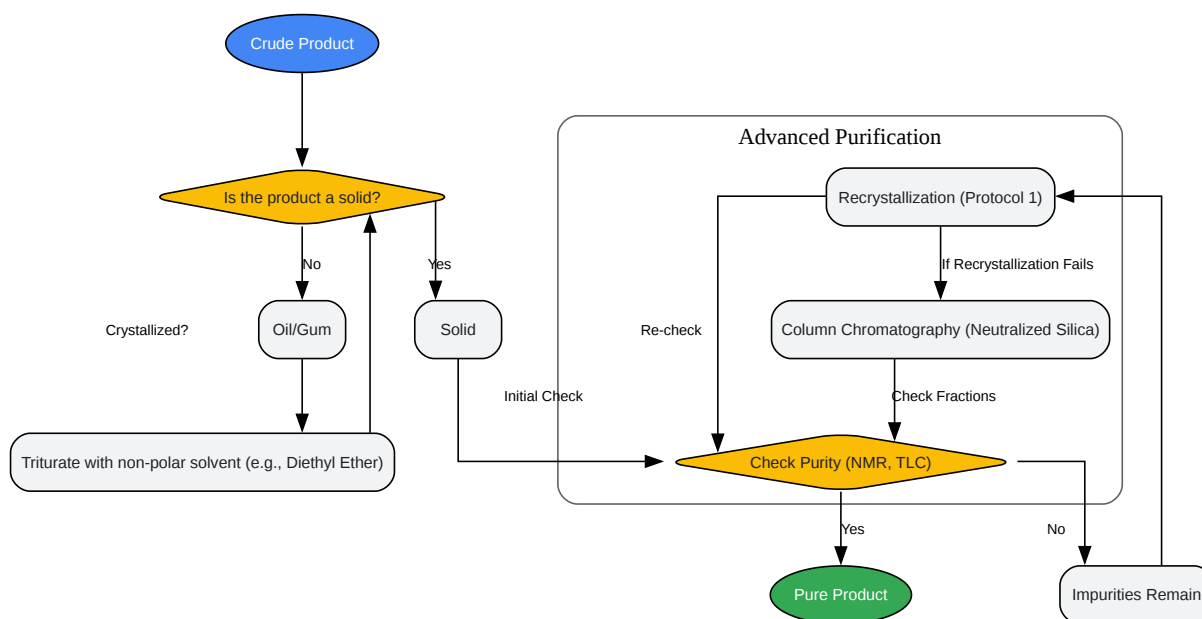 Crude Product
Advanced Purification
Is the product a solid?
Recrystallization (Protocol 1)
No
Yes
If Recrystallization Fails
Crystallized?
Oil/Gum
Solid
Re-check
Column Chromatography (Neutralized Silica)
Initial Check
Check Fractions
Triturate with non-polar solvent (e.g., Diethyl Ether)
Check Purity (NMR, TLC)
Yes
No
Pure Product
Impurities Remain